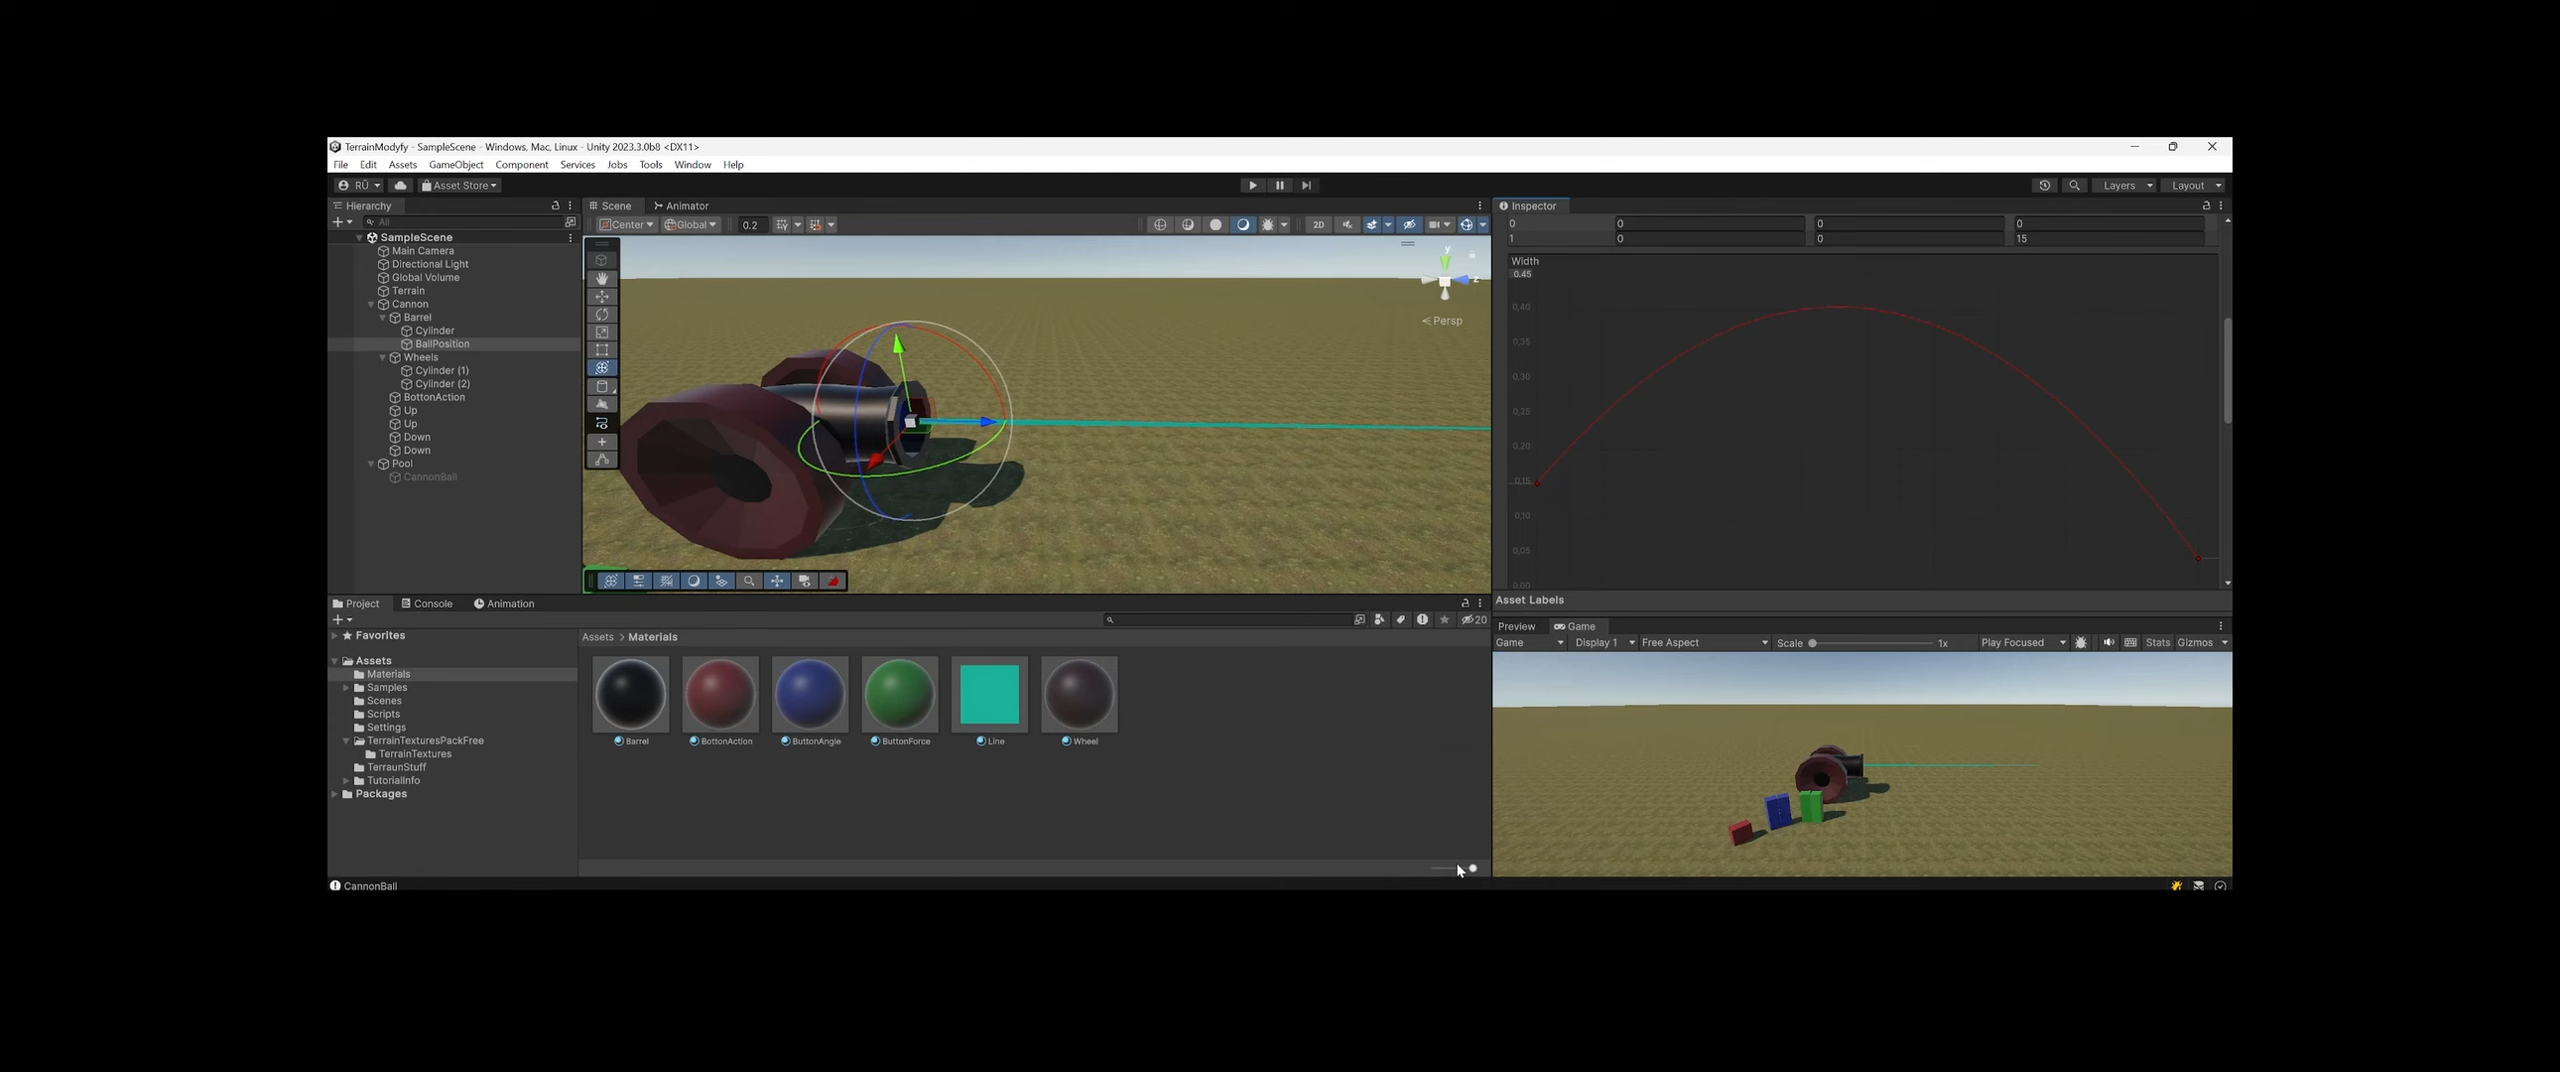 TerrainModyfy - SampleScene - Windows, Mac, Linux - Unity 2023.3.0b8 <DX11>
File Edit Assets GameObject Component Services Jobs Tools Window Help
RÜ Asset Store Layers Layout
Hierarchy Scene Animator Inspector
All Center Global 0.2 2D
0 0 0 0
1 0 0 15
SampleScene
Main Camera
Directional Light
Global Volume
Terrain
Cannon
Barrel
Cylinder
BallPosition
Wheels
Cylinder (1)
Cylinder (2)
BottonAction
Up
Up
Down
Down
Pool
CannonBall
y
z
Persp
Width
0.45
0,40
0,35
0,30
0,25
0,20
0,15
0,10
0,05
0,00
Asset Labels
Project Console Animation
20
Favorites
Assets
Materials
Samples
Scenes
Scripts
Settings
TerrainTexturesPackFree
TerrainTextures
TerraunStuff
TutorialInfo
Packages
Assets > Materials
Barrel BottonAction ButtonAngle ButtonForce Line Wheel
Preview Game
Game Display 1 Free Aspect Scale 1x Play Focused Stats Gizmos
CannonBall